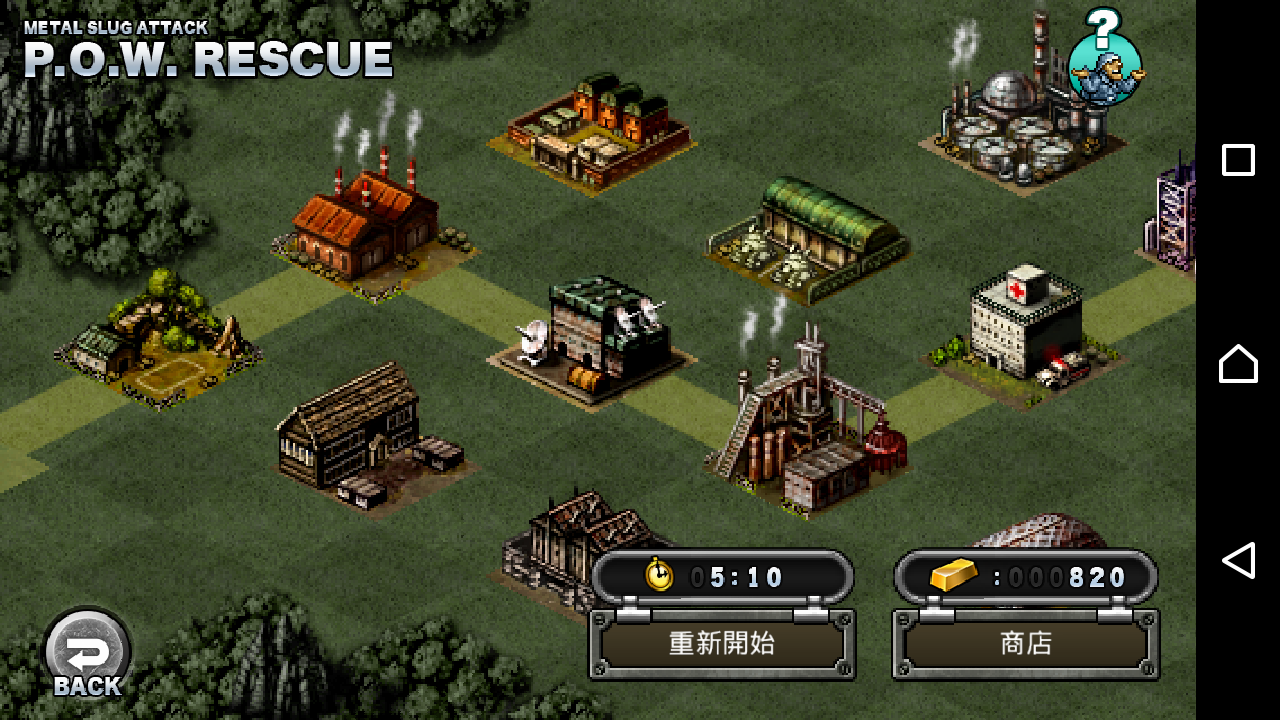 METAL SLUG ATTACK
P.O.W. RESCUE
?
05:10
:000820
重新開始
商店
BACK